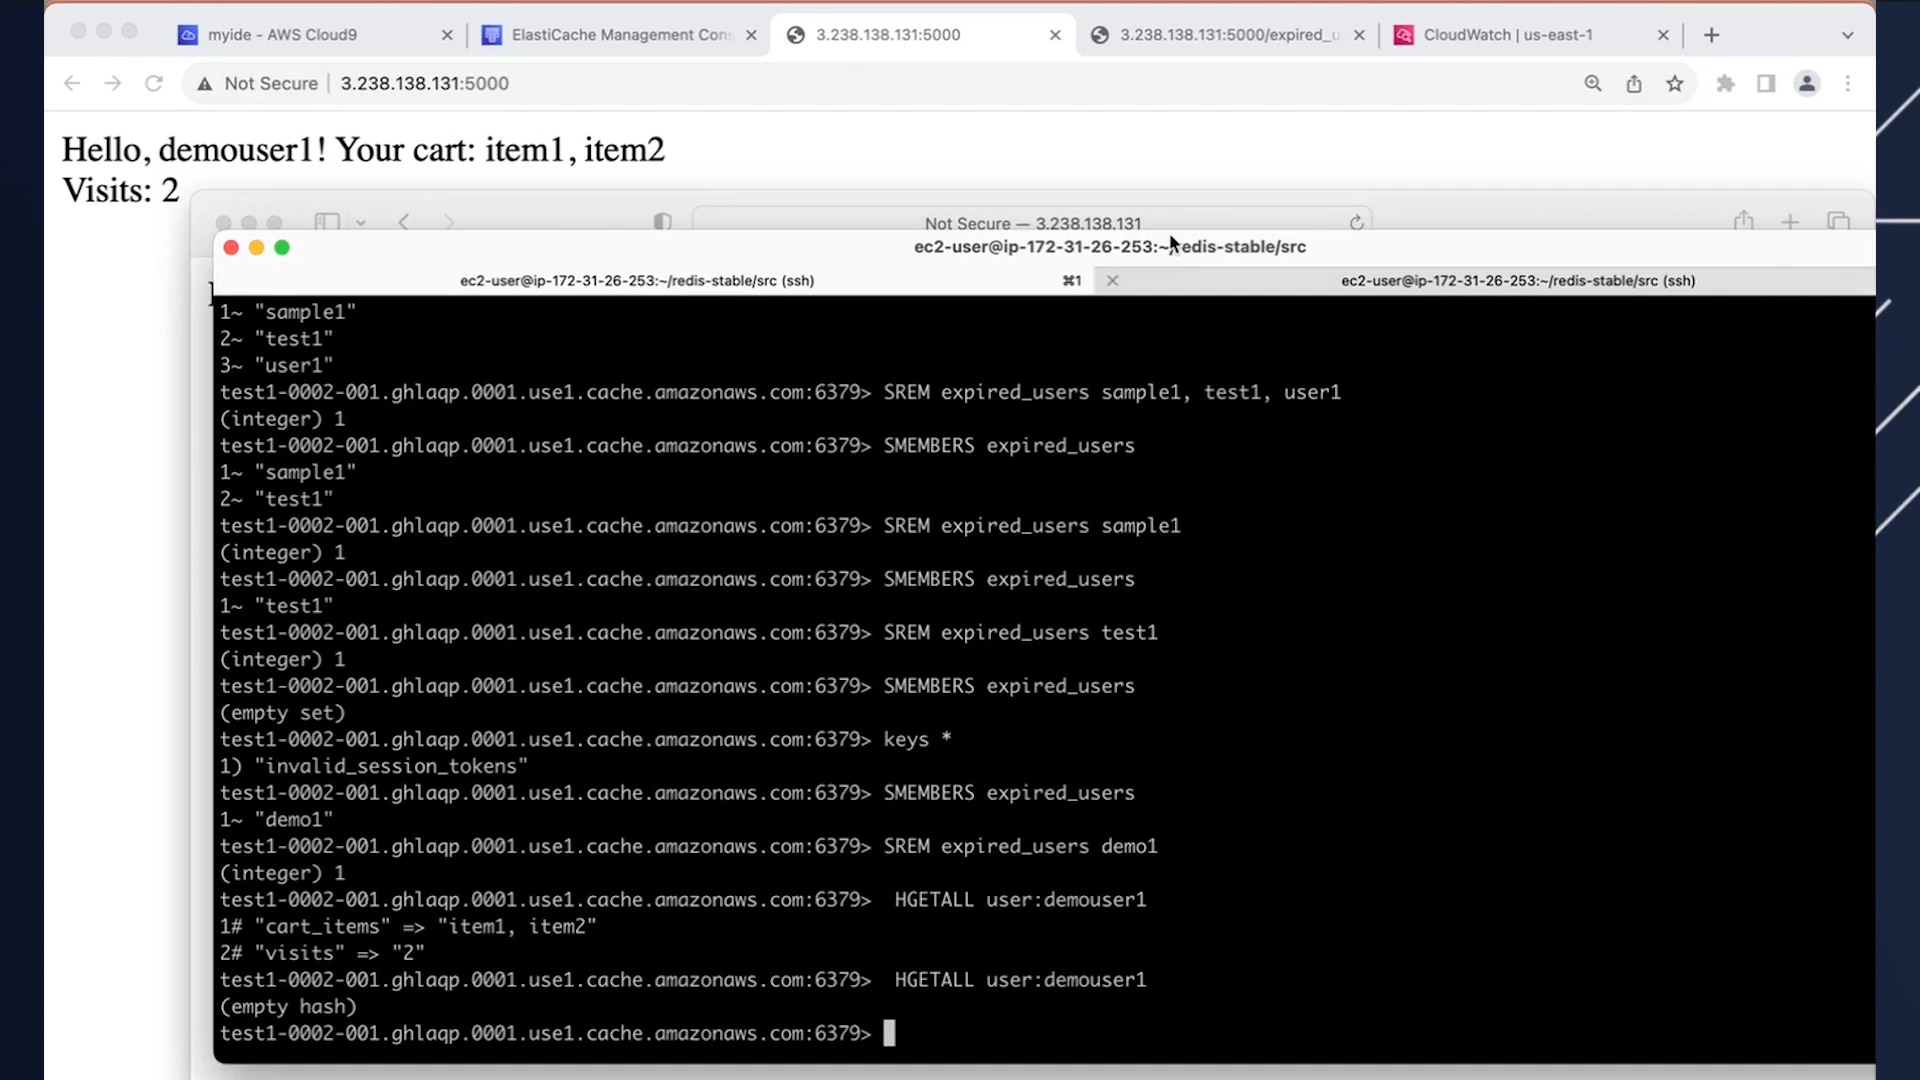 myide - AWS Cloud9
ElastiCache Management Cons
3.238.138.131:5000
3.238.138.131:5000/expired_u
CloudWatch | us-east-1
Not Secure | 3.238.138.131:5000
Hello, demouser1! Your cart: item1, item2
Visits: 2
Not Secure — 3.238.138.131
ec2-user@ip-172-31-26-253:~/redis-stable/src
ec2-user@ip-172-31-26-253:~/redis-stable/src (ssh) ⌘1
ec2-user@ip-172-31-26-253:~/redis-stable/src (ssh)
1~ "sample1"
2~ "test1"
3~ "user1"
test1-0002-001.ghlaqp.0001.use1.cache.amazonaws.com:6379> SREM expired_users sample1, test1, user1
(integer) 1
test1-0002-001.ghlaqp.0001.use1.cache.amazonaws.com:6379> SMEMBERS expired_users
1~ "sample1"
2~ "test1"
test1-0002-001.ghlaqp.0001.use1.cache.amazonaws.com:6379> SREM expired_users sample1
(integer) 1
test1-0002-001.ghlaqp.0001.use1.cache.amazonaws.com:6379> SMEMBERS expired_users
1~ "test1"
test1-0002-001.ghlaqp.0001.use1.cache.amazonaws.com:6379> SREM expired_users test1
(integer) 1
test1-0002-001.ghlaqp.0001.use1.cache.amazonaws.com:6379> SMEMBERS expired_users
(empty set)
test1-0002-001.ghlaqp.0001.use1.cache.amazonaws.com:6379> keys *
1) "invalid_session_tokens"
test1-0002-001.ghlaqp.0001.use1.cache.amazonaws.com:6379> SMEMBERS expired_users
1~ "demo1"
test1-0002-001.ghlaqp.0001.use1.cache.amazonaws.com:6379> SREM expired_users demo1
(integer) 1
test1-0002-001.ghlaqp.0001.use1.cache.amazonaws.com:6379>  HGETALL user:demouser1
1# "cart_items" => "item1, item2"
2# "visits" => "2"
test1-0002-001.ghlaqp.0001.use1.cache.amazonaws.com:6379>  HGETALL user:demouser1
(empty hash)
test1-0002-001.ghlaqp.0001.use1.cache.amazonaws.com:6379>